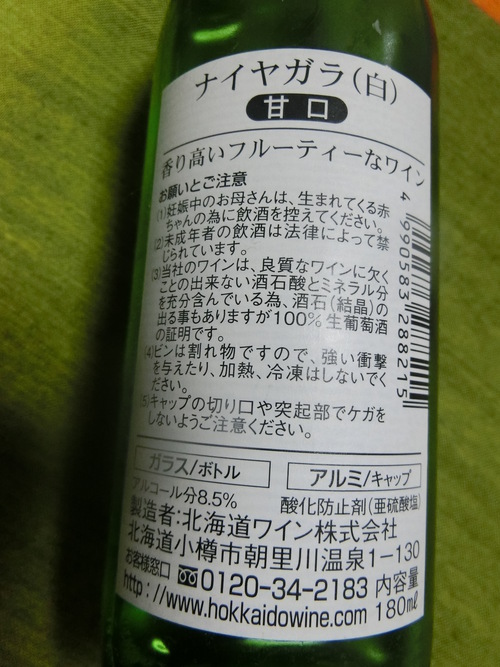 ナイヤガラ(白)
甘口
香り高いフルーティーなワイン
お願いとご注意
(1)妊娠中のお母さんは、生まれてくる赤
ちゃんの為に飲酒を控えてください。
(2)未成年者の飲酒は法律によって禁
じられています。
(3)当社のワインは、良質なワインに欠く
ことの出来ない酒石酸とミネラル分
を充分含んでいる為、酒石(結晶)の
出る事もありますが100%生葡萄酒
の証明です。
(4)ビンは割れ物ですので、強い衝撃
を与えたり、加熱、冷凍はしないでく
ださい。
(5)キャップの切り口や突起部でケガを
しないようご注意ください。
4 990583 288215
ガラス/ボトル
アルミ/キャップ
アルコール分8.5%
酸化防止剤(亜硫酸塩)
製造者:北海道ワイン株式会社
北海道小樽市朝里川温泉1-130
お客様窓口 0120-34-2183 内容量
http://www.hokkaidowine.com 180ml